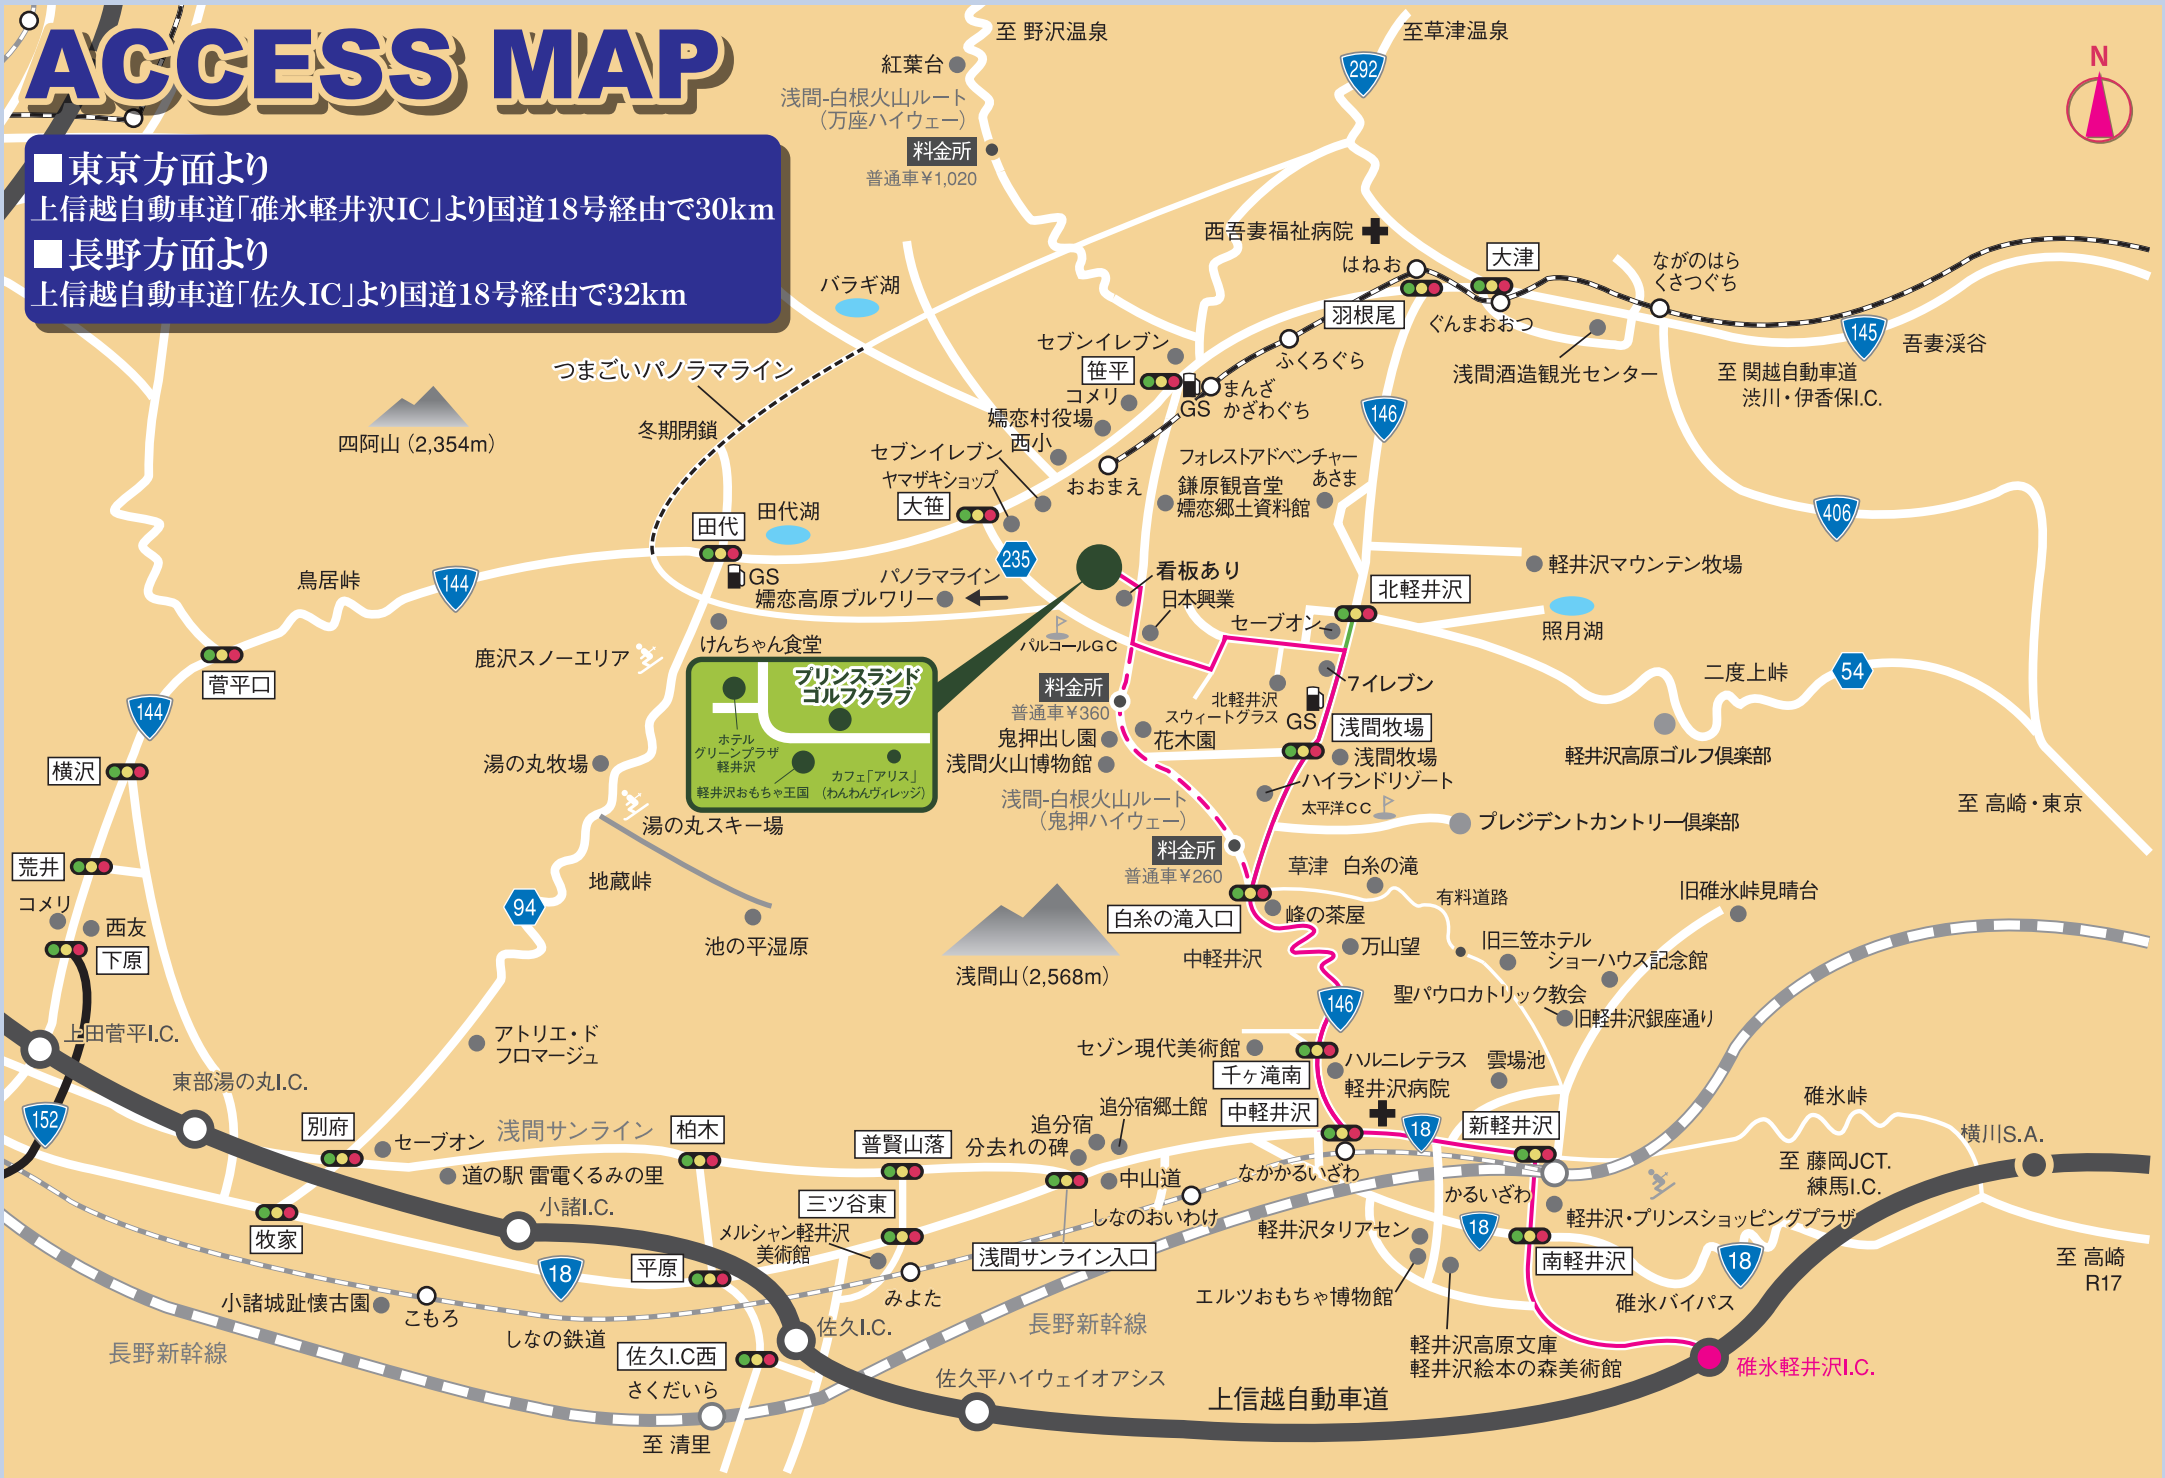 ACCESS MAP
■東京方面より
上信越自動車道「碓氷軽井沢IC」より国道18号経由で30km
■長野方面より
上信越自動車道「佐久IC」より国道18号経由で32km
至 野沢温泉
紅葉台
浅間-白根火山ルート
（万座ハイウェー）
料金所
普通車¥1,020
至草津温泉
292
N
西吾妻福祉病院
はねお
大津
ながのはら
くさつぐち
羽根尾
ぐんまおおつ
145
吾妻渓谷
浅間酒造観光センター
至 関越自動車道
渋川・伊香保I.C.
バラギ湖
セブンイレブン
笹平
ふくろぐら
コメリ
GS
まんざ
かざわぐち
146
嬬恋村役場
西小
つまごいパノラマライン
冬期閉鎖
四阿山（2,354m）
セブンイレブン
ヤマザキショップ
大笹
おおまえ
フォレストアドベンチャー
あさま
鎌原観音堂
嬬恋郷土資料館
406
田代
田代湖
235
GS
鳥居峠
144
パノラマライン
嬬恋高原ブルワリー
看板あり
日本興業
軽井沢マウンテン牧場
北軽井沢
セーブオン
照月湖
けんちゃん食堂
パルコールGC
鹿沢スノーエリア
菅平口
144
プリンスランド
ゴルフクラブ
ホテル
グリーンプラザ
軽井沢
軽井沢おもちゃ王国
カフェ「アリス」
（わんわんヴィレッジ）
料金所
普通車¥360
北軽井沢
スウィートグラス
7イレブン
GS
二度上峠
54
鬼押出し園
花木園
浅間牧場
浅間牧場
浅間火山博物館
軽井沢高原ゴルフ倶楽部
横沢
湯の丸牧場
湯の丸スキー場
ハイランドリゾート
浅間-白根火山ルート
（鬼押ハイウェー）
太平洋CC
プレジデントカントリー倶楽部
至 高崎・東京
料金所
普通車¥260
荒井
コメリ
西友
下原
地蔵峠
94
池の平湿原
草津
白糸の滝
有料道路
旧碓氷峠見晴台
白糸の滝入口
峰の茶屋
中軽井沢
万山望
浅間山（2,568m）
旧三笠ホテル
ショーハウス記念館
聖パウロカトリック教会
旧軽井沢銀座通り
146
上田菅平I.C.
アトリエ・ド
フロマージュ
セゾン現代美術館
ハルニレテラス
千ヶ滝南
軽井沢病院
雲場池
東部湯の丸I.C.
152
別府
セーブオン
浅間サンライン
柏木
道の駅 雷電くるみの里
普賢山落
追分宿
追分宿郷土館
分去れの碑
中軽井沢
18
新軽井沢
碓氷峠
横川S.A.
至 藤岡JCT.
練馬I.C.
中山道
なかかるいざわ
しなのおいわけ
かるいざわ
小諸I.C.
三ツ谷東
牧家
メルシャン軽井沢
美術館
浅間サンライン入口
軽井沢タリアセン
18
軽井沢・プリンスショッピングプラザ
南軽井沢
18
至 高崎
R17
平原
18
みよた
エルツおもちゃ博物館
碓氷バイパス
小諸城趾懐古園
こもろ
しなの鉄道
長野新幹線
佐久I.C.
長野新幹線
軽井沢高原文庫
軽井沢絵本の森美術館
碓氷軽井沢I.C.
佐久I.C西
さくだいら
佐久平ハイウェイオアシス
上信越自動車道
至 清里